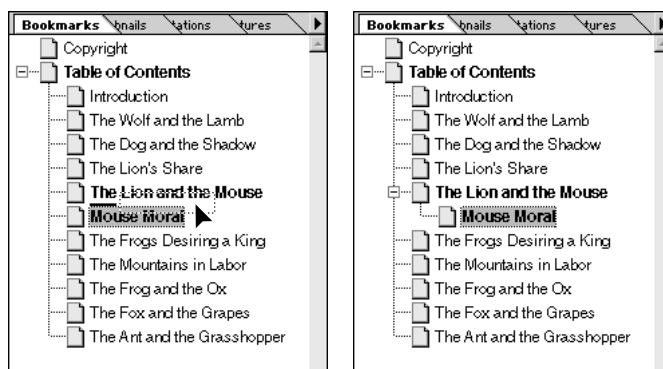 Bookmarks bnails tations tures
Copyright
Table of Contents
Introduction
The Wolf and the Lamb
The Dog and the Shadow
The Lion's Share
The Lion and the Mouse
Mouse Moral
The Frogs Desiring a King
The Mountains in Labor
The Frog and the Ox
The Fox and the Grapes
The Ant and the Grasshopper
Bookmarks bnails tations tures
Copyright
Table of Contents
Introduction
The Wolf and the Lamb
The Dog and the Shadow
The Lion's Share
The Lion and the Mouse
Mouse Moral
The Frogs Desiring a King
The Mountains in Labor
The Frog and the Ox
The Fox and the Grapes
The Ant and the Grasshopper